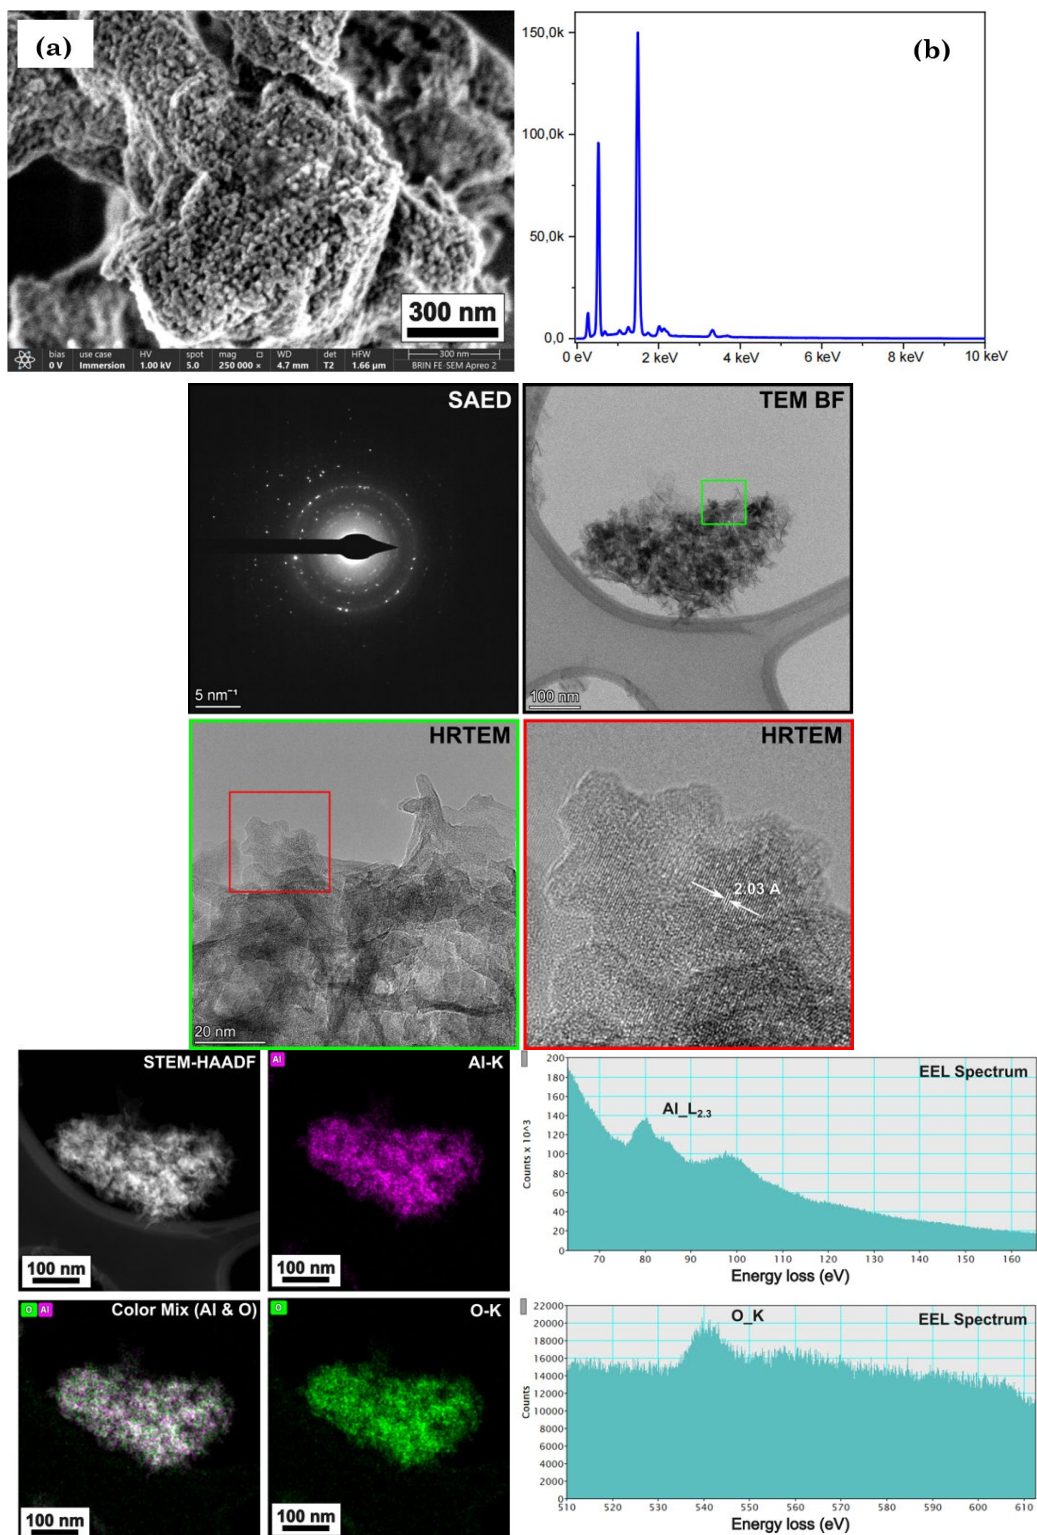 (a)
300 nm
bias use case HV spot mag □ WD det HFW 300 nm
0 V Immersion 1.00 kV 5.0 250 000 × 4.7 mm T2 1.66 µm BRIN FE-SEM Apreo 2
(b)
150,0k
100,0k
50,0k
0,0
0 eV 2 keV 4 keV 6 keV 8 keV 10 keV
SAED
5 nm⁻¹
TEM BF
100 nm
HRTEM
20 nm
HRTEM
2.03 A
STEM-HAADF
100 nm
Al
Al-K
100 nm
EEL Spectrum
Al_L2.3
Counts x 10^3
200
180
160
140
120
100
80
60
40
20
0
70 80 90 100 110 120 130 140 150 160
Energy loss (eV)
O Al
Color Mix (Al & O)
100 nm
O
O-K
100 nm
EEL Spectrum
O_K
Counts
22000
20000
18000
16000
14000
12000
10000
8000
6000
4000
2000
0
510 520 530 540 550 560 570 580 590 600 610
Energy loss (eV)